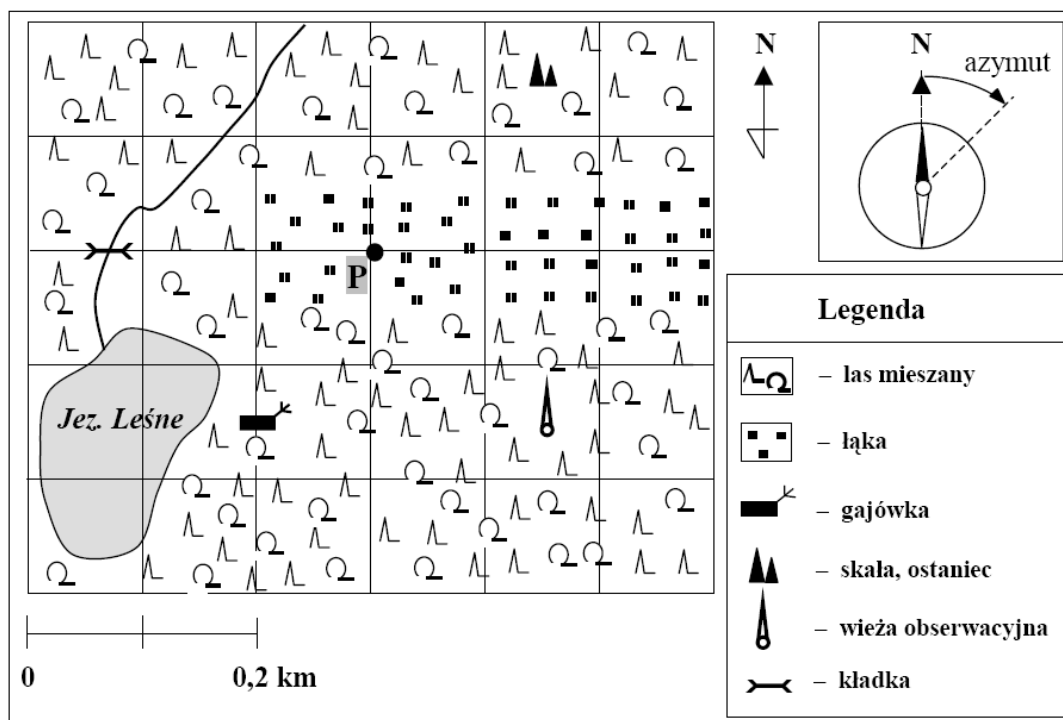 N
N
azymut
P
Jez. Leśne
0
0,2 km
Legenda
– las mieszany
– łąka
– gajówka
– skała, ostaniec
– wieża obserwacyjna
– kładka